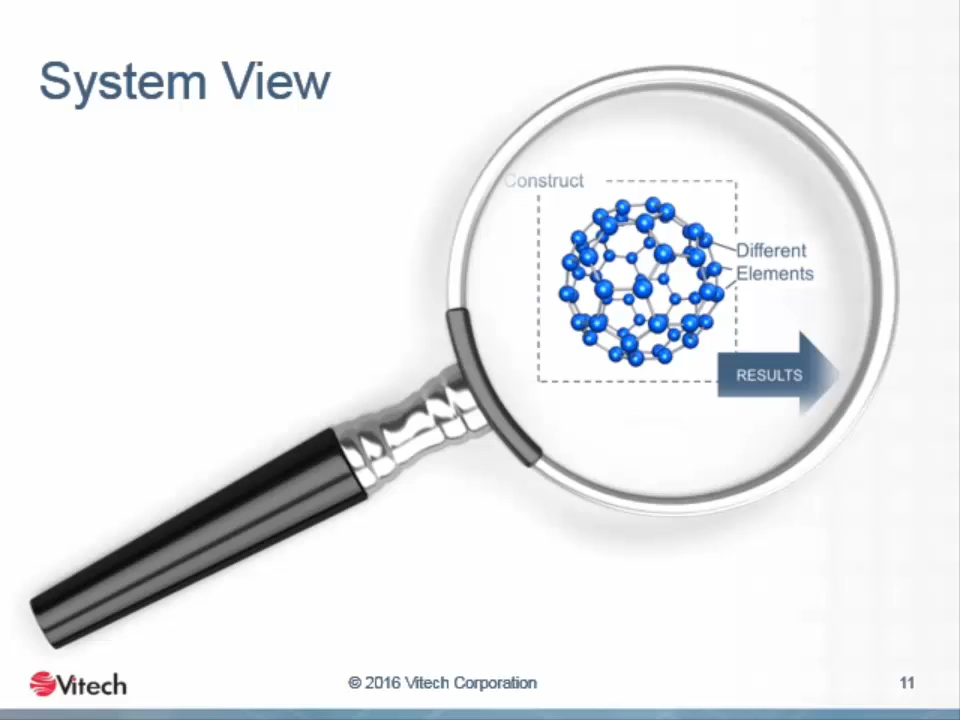 System View
Construct
Different
Elements
RESULTS
Vitech
© 2016 Vitech Corporation
11